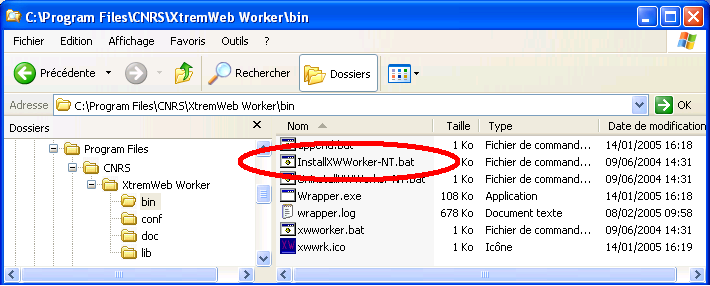 C:\Program Files\CNRS\XtremWeb Worker\bin
Fichier Edition Affichage Favoris Outils ?
Précédente Rechercher Dossiers
Adresse C:\Program Files\CNRS\XtremWeb Worker\bin OK
Dossiers
Program Files
CNRS
XtremWeb Worker
bin
conf
doc
lib
Nom Taille Type Date de modification
append.bat 1 Ko Fichier de command... 14/01/2005 16:18
InstallXWWorker-NT.bat 1 Ko Fichier de command... 09/06/2004 14:31
UninstallXWWorker-NT.bat 1 Ko Fichier de command... 09/06/2004 14:31
Wrapper.exe 108 Ko Application 14/01/2005 16:18
wrapper.log 678 Ko Document texte 08/02/2005 09:58
xwworker.bat 1 Ko Fichier de command... 09/06/2004 14:31
xwwrk.ico 1 Ko Icône 14/01/2005 16:19